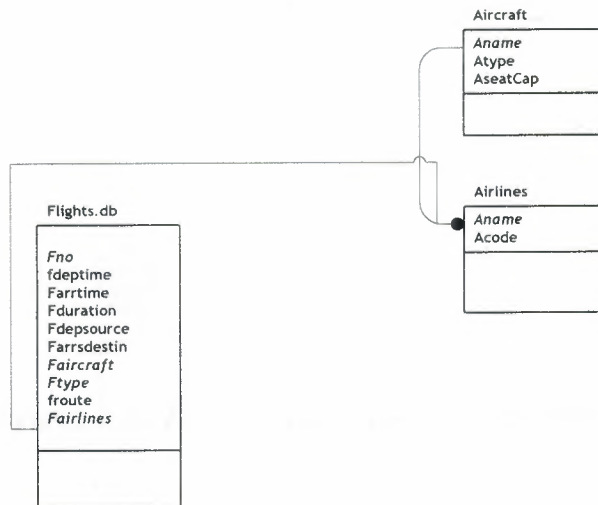 Aircraft
Aname
Atype
AseatCap
Airlines
Aname
Acode
Flights.db
Fno
fdeptime
Farrtime
Fduration
Fdepsource
Farrsdestin
Faircraft
Ftype
froute
Fairlines